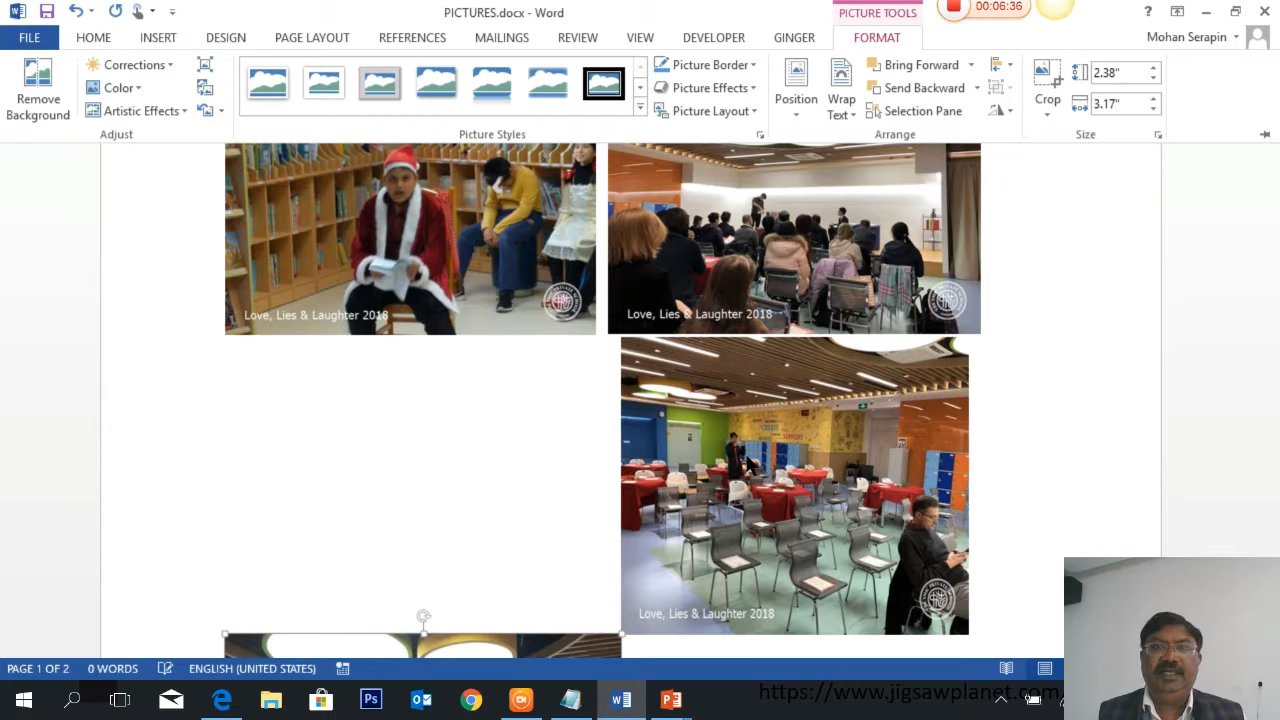 PICTURES.docx - Word
PICTURE TOOLS
00:06:36
?
FILE
HOME
INSERT
DESIGN
PAGE LAYOUT
REFERENCES
MAILINGS
REVIEW
VIEW
DEVELOPER
GINGER
FORMAT
Mohan Serapin
Remove
Background
Corrections
Color
Artistic Effects
Adjust
Picture Styles
Picture Border
Picture Effects
Picture Layout
Position
Wrap
Text
Bring Forward
Send Backward
Selection Pane
Arrange
Crop
2.38"
3.17"
Size
Love, Lies & Laughter 2018
Love, Lies & Laughter 2018
CREATE
SUPPORT
Love, Lies & Laughter 2018
PAGE 1 OF 2
0 WORDS
ENGLISH (UNITED STATES)
https://www.jigsawplanet.com